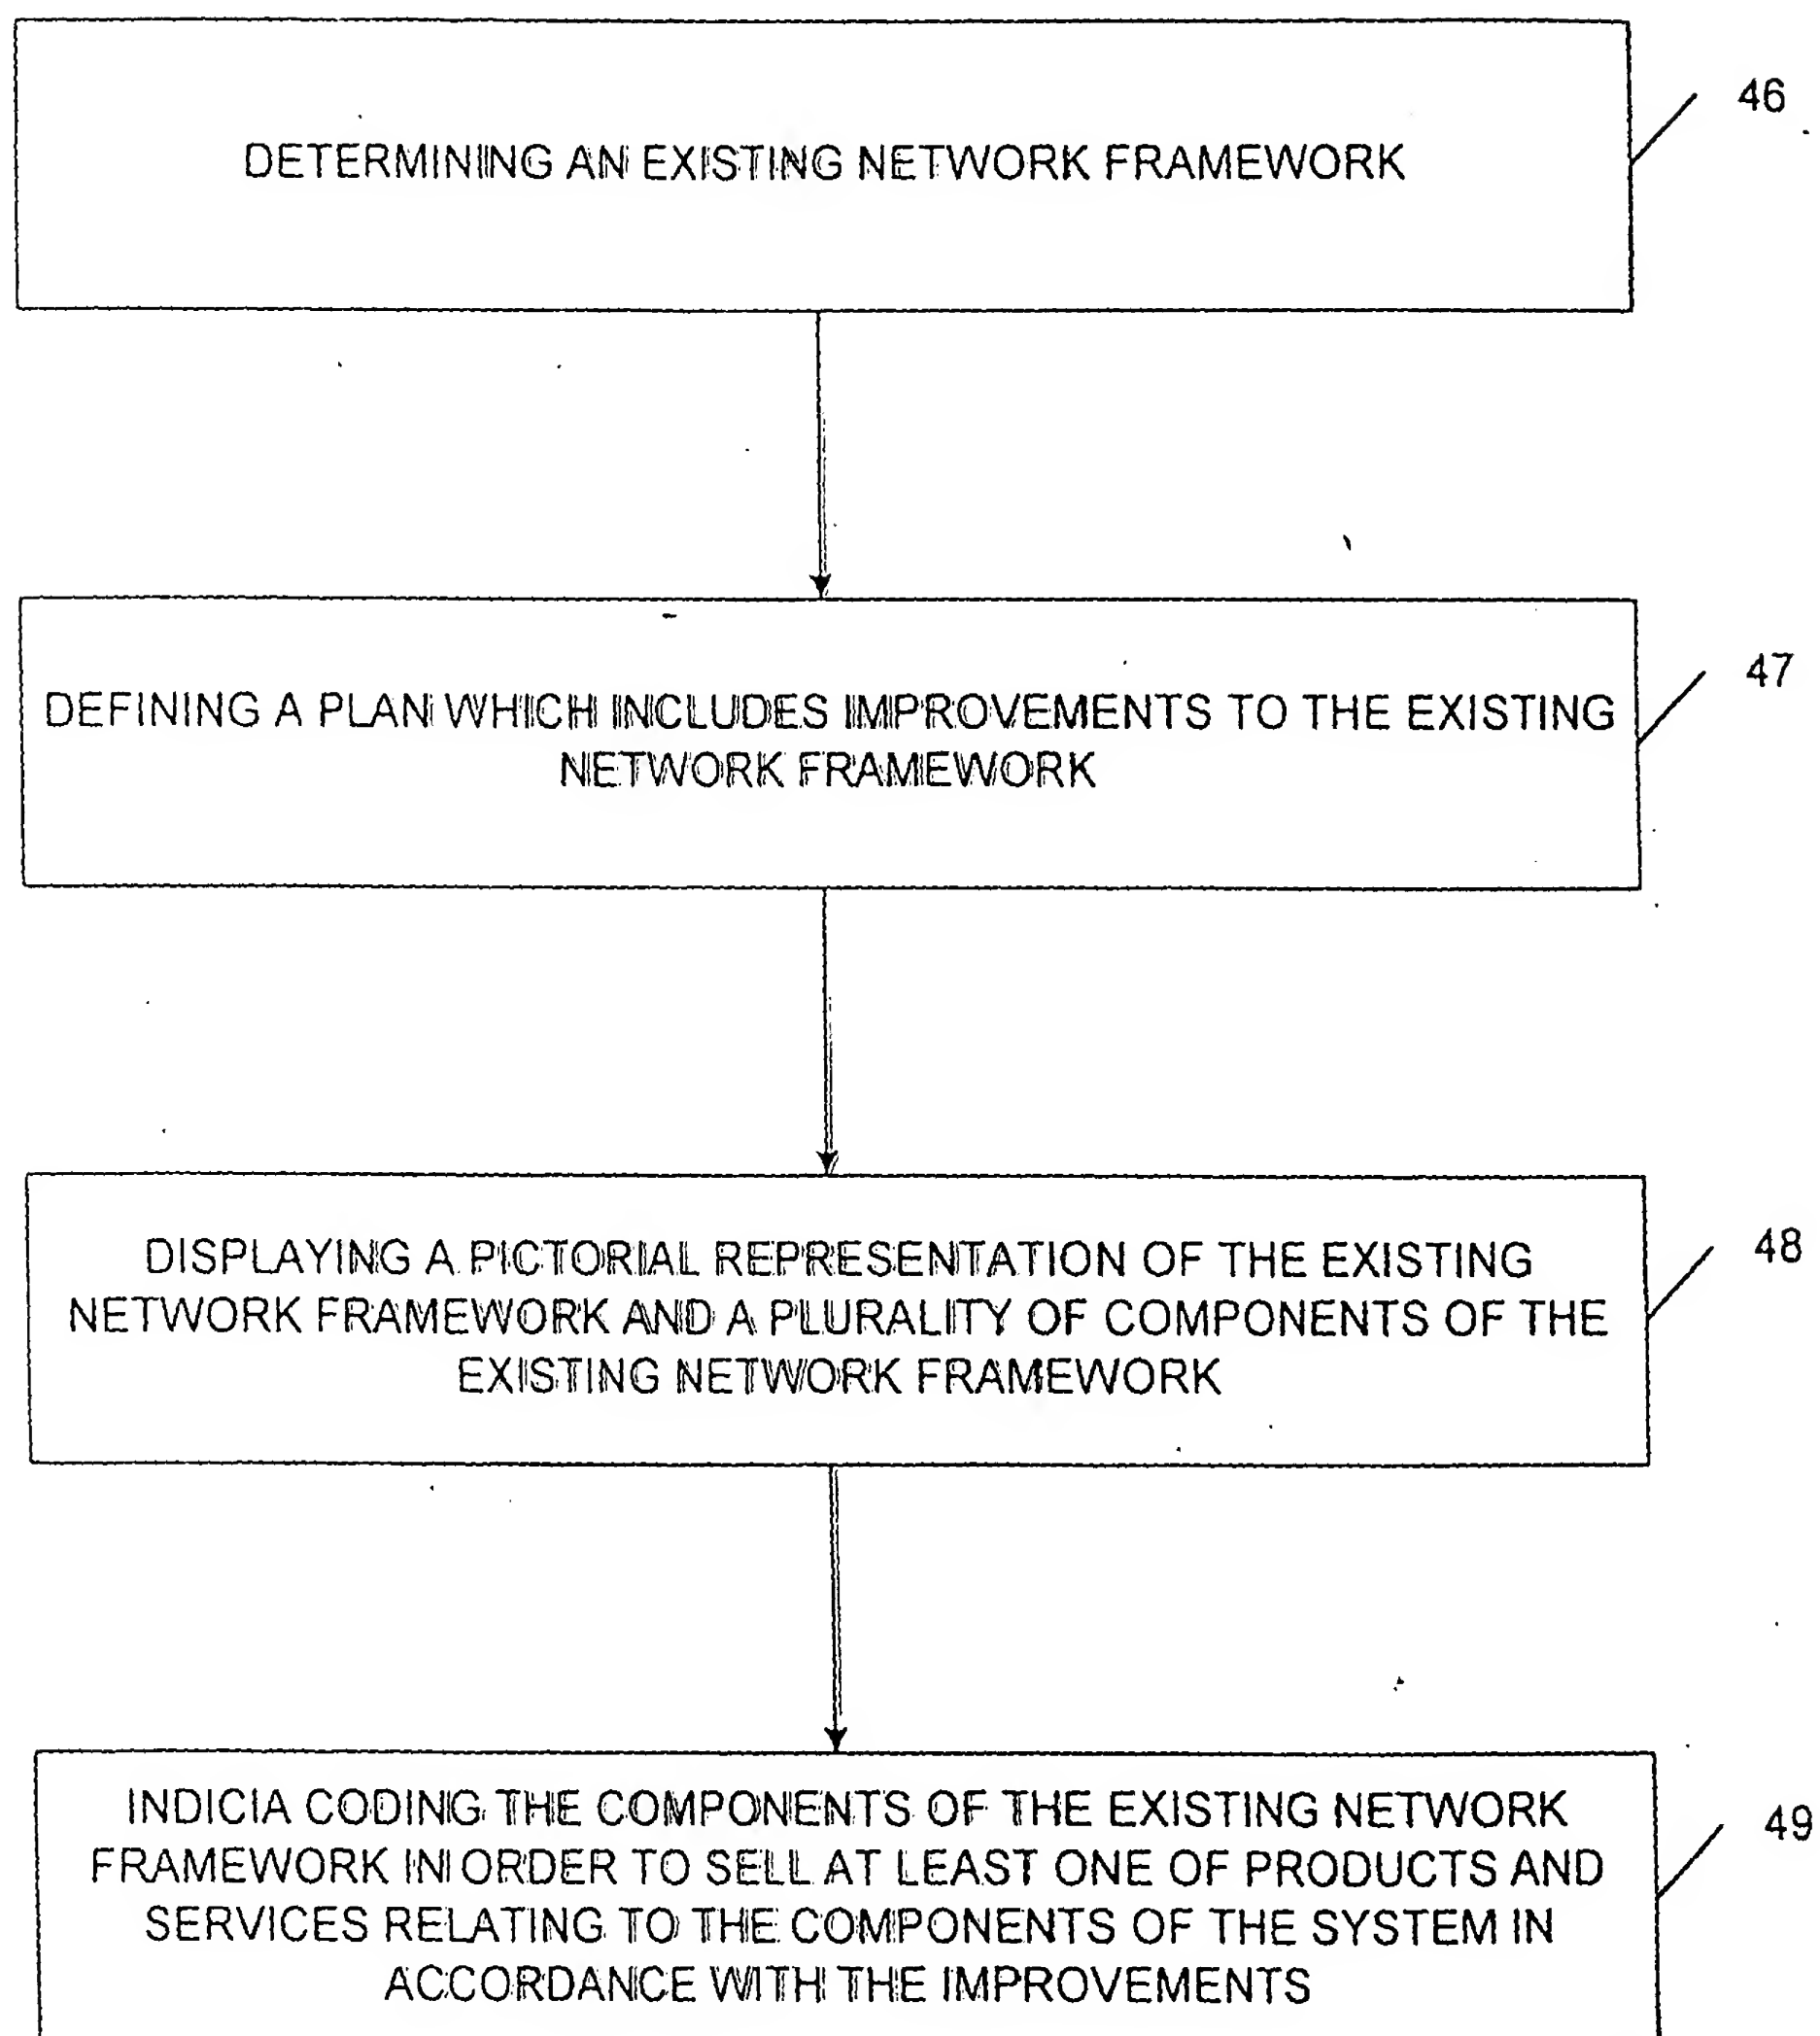 DETERMINING AN EXISTING NETWORK FRAMEWORK
46
DEFINING A PLAN WHICH INCLUDES IMPROVEMENTS TO THE EXISTING
NETWORK FRAMEWORK
47
DISPLAYING A PICTORIAL REPRESENTATION OF THE EXISTING
NETWORK FRAMEWORK AND A PLURALITY OF COMPONENTS OF THE
EXISTING NETWORK FRAMEWORK
48
INDICIA CODING THE COMPONENTS OF THE EXISTING NETWORK
FRAMEWORK IN ORDER TO SELL AT LEAST ONE OF PRODUCTS AND
SERVICES RELATING TO THE COMPONENTS OF THE SYSTEM IN
ACCORDANCE WITH THE IMPROVEMENTS
49